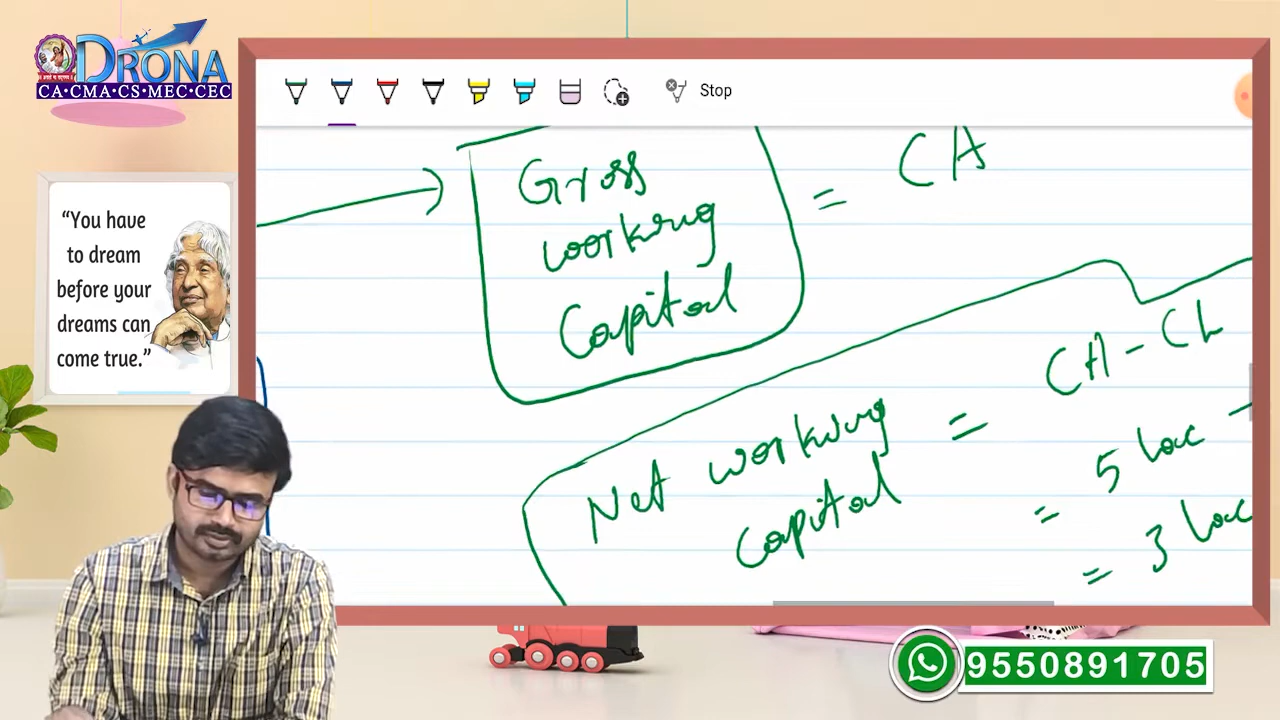 DRONA
CA•CMA•CS•MEC•CEC
Stop
“You have
to dream
before your
dreams can
come true.”
Gross
working
Capital
= CA
Net working
capital
= CA - CL
= 5 lac -
= 3 lac
9550891705